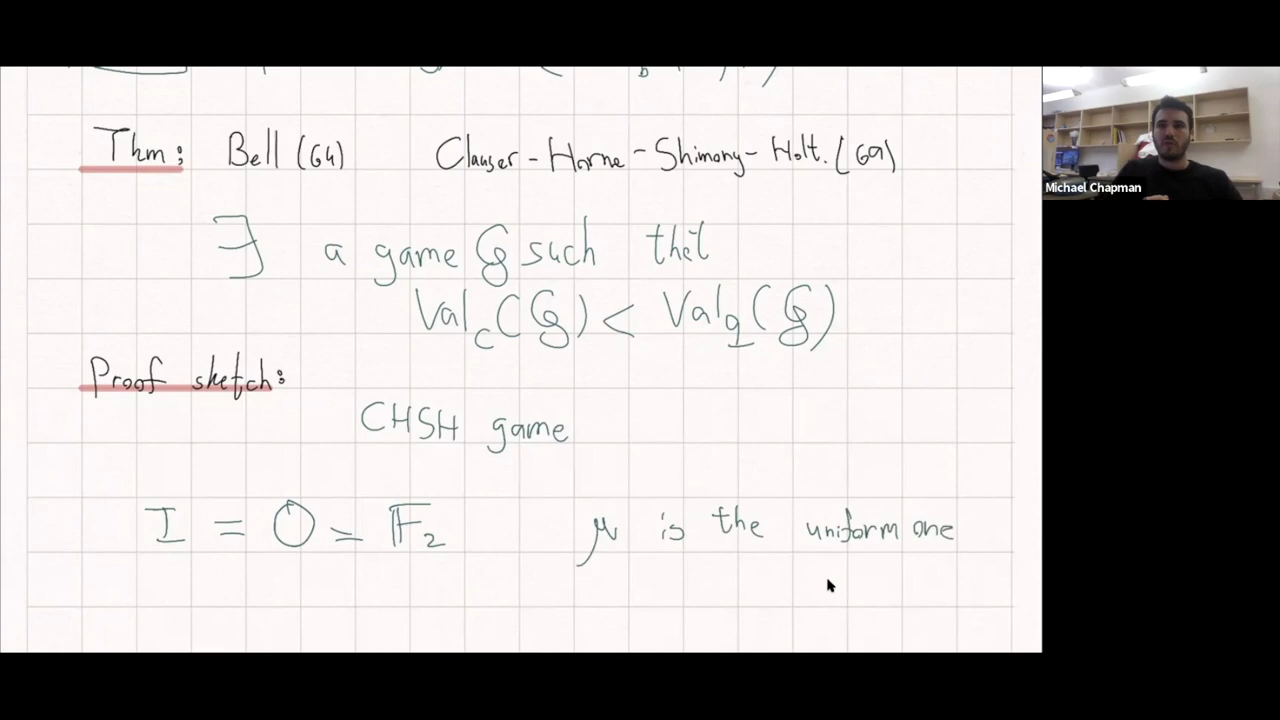 Thm: Bell (64) Clauser-Horne-Shimony-Holt. (69)
∃ a game 𝒢 such that
Val_c(𝒢) < Val_q(𝒢)
Proof sketch:
CHSH game
I = O = 𝔽_2 μ is the uniform one
Michael Chapman